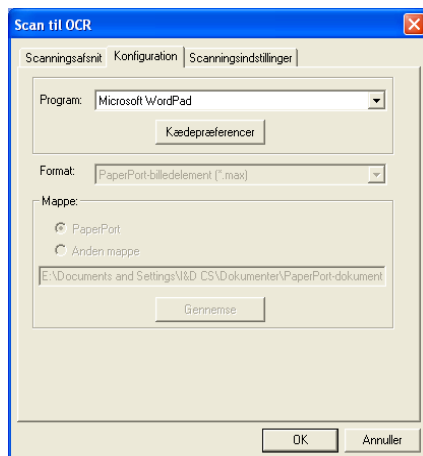 Scan til OCR
Scanningsafsnit Konfiguration Scanningsindstillinger
Program: Microsoft WordPad
Kædepræferencer
Format: PaperPort-billedelement (*.max)
Mappe:
PaperPort
Anden mappe
E:\Documents and Settings\I&D CS\Dokumenter\PaperPort-dokument
Gennemse
OK Annuller